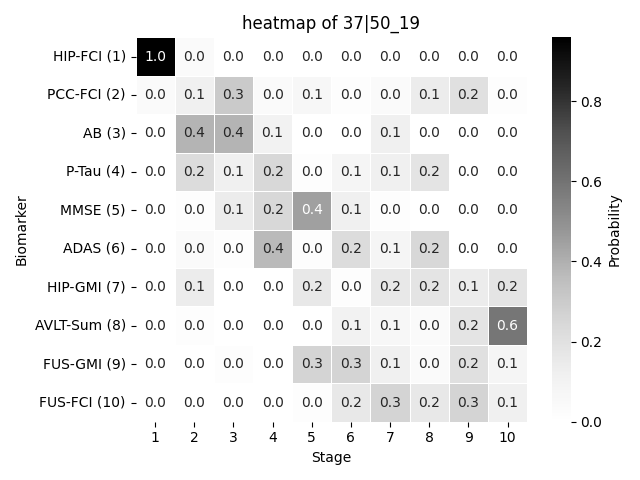 heatmap of 37|50_19
HIP-FCI (1) 1.0 0.0 0.0 0.0 0.0 0.0 0.0 0.0 0.0 0.0
PCC-FCI (2) 0.0 0.1 0.3 0.0 0.1 0.0 0.0 0.1 0.2 0.0
AB (3) 0.0 0.4 0.4 0.1 0.0 0.0 0.1 0.0 0.0 0.0
P-Tau (4) 0.0 0.2 0.1 0.2 0.0 0.1 0.1 0.2 0.0 0.0
MMSE (5) 0.0 0.0 0.1 0.2 0.4 0.1 0.0 0.0 0.0 0.0
ADAS (6) 0.0 0.0 0.0 0.4 0.0 0.2 0.1 0.2 0.0 0.0
HIP-GMI (7) 0.0 0.1 0.0 0.0 0.2 0.0 0.2 0.2 0.1 0.2
AVLT-Sum (8) 0.0 0.0 0.0 0.0 0.0 0.1 0.1 0.0 0.2 0.6
FUS-GMI (9) 0.0 0.0 0.0 0.0 0.3 0.3 0.1 0.0 0.2 0.1
FUS-FCI (10) 0.0 0.0 0.0 0.0 0.0 0.2 0.3 0.2 0.3 0.1
1 2 3 4 5 6 7 8 9 10
Stage
Biomarker
0.8
0.6
0.4
0.2
0.0
Probability